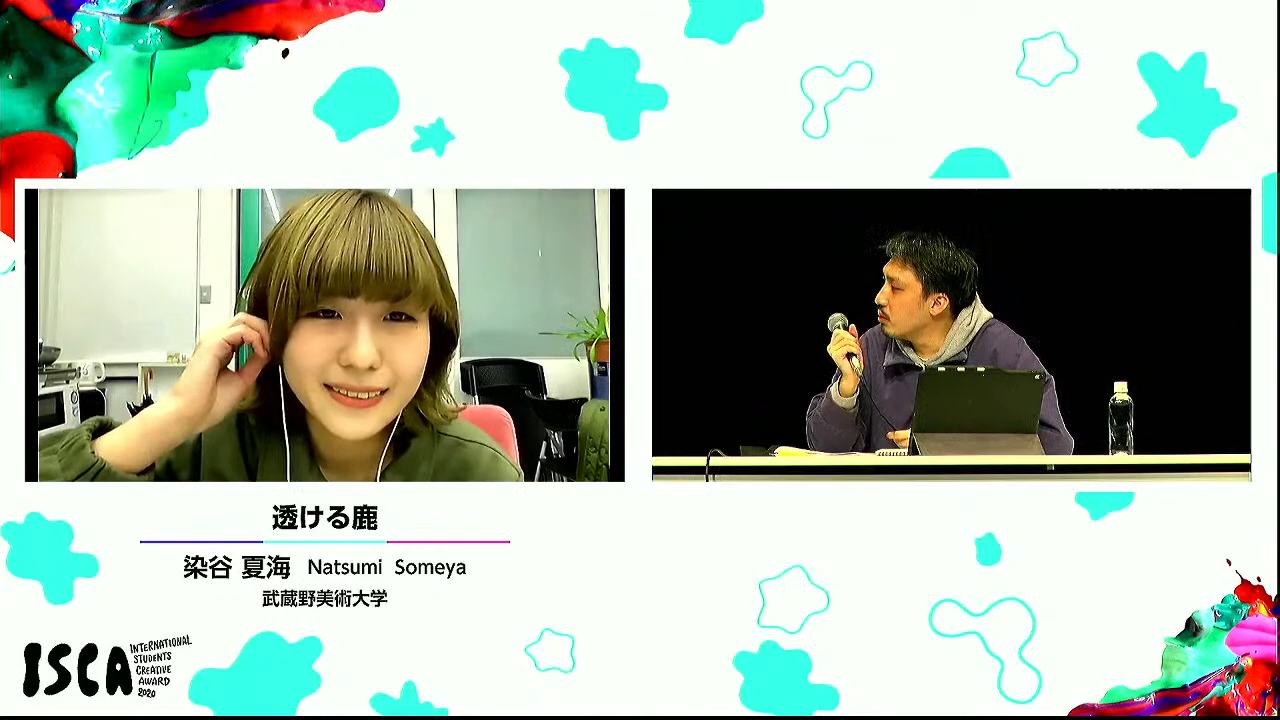 透ける鹿
染谷 夏海 Natsumi Someya
武蔵野美術大学
ISCA
INTERNATIONAL
STUDENTS
CREATIVE
AWARD
2020